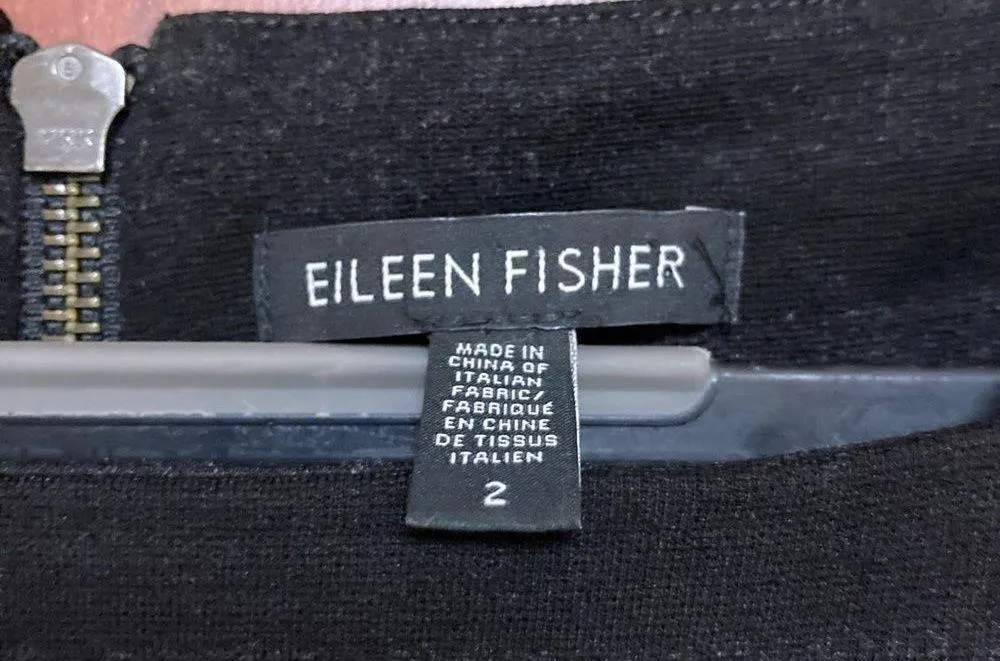 EILEEN FISHER
MADE IN
CHINA OF
ITALIAN
FABRIC/
FABRIQUÉ
EN CHINE
DE TISSUS
ITALIEN
2